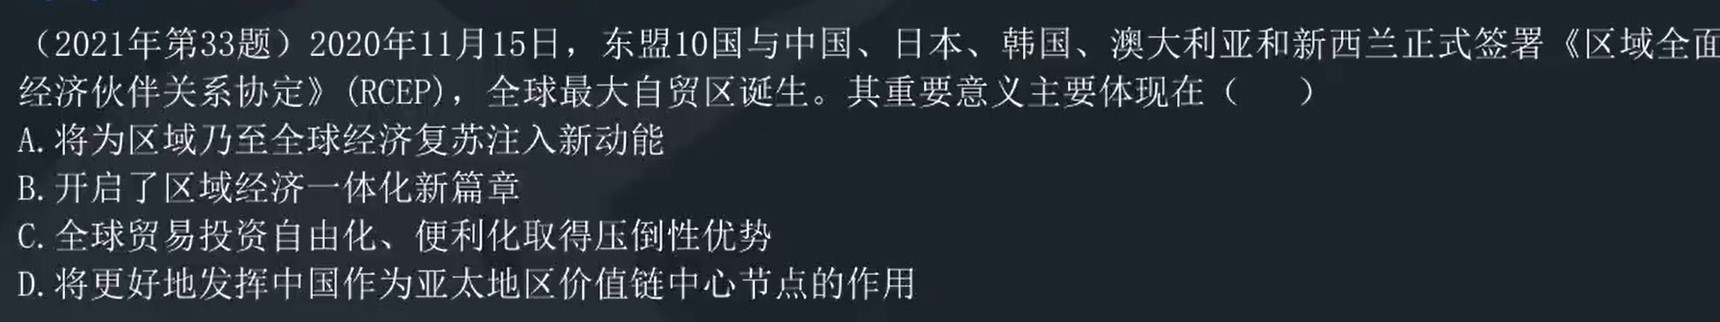 （2021年第33题）2020年11月15日，东盟10国与中国、日本、韩国、澳大利亚和新西兰正式签署《区域全面
经济伙伴关系协定》(RCEP)，全球最大自贸区诞生。其重要意义主要体现在（　　）
A.将为区域乃至全球经济复苏注入新动能
B.开启了区域经济一体化新篇章
C.全球贸易投资自由化、便利化取得压倒性优势
D.将更好地发挥中国作为亚太地区价值链中心节点的作用